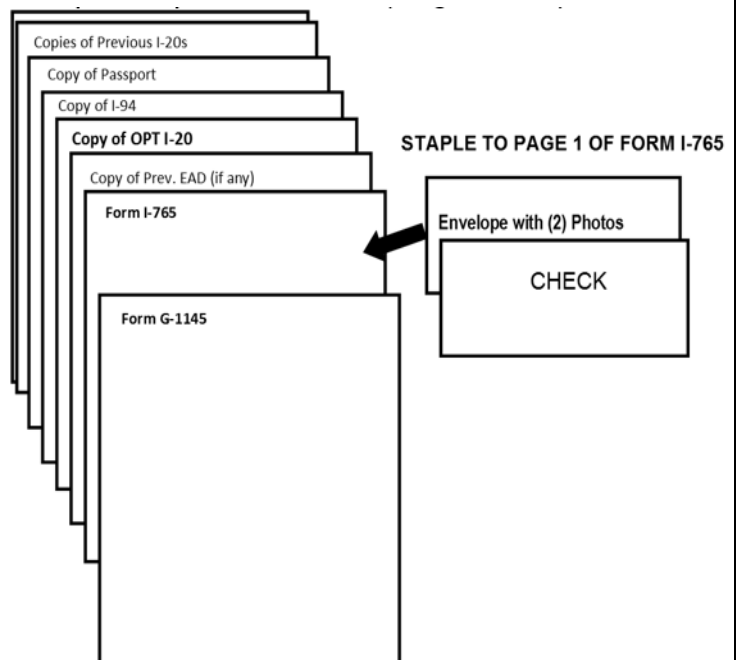 Copies of Previous I-20s
Copy of Passport
Copy of I-94
Copy of OPT I-20
Copy of Prev. EAD (if any)
Form I-765
Form G-1145
STAPLE TO PAGE 1 OF FORM I-765
Envelope with (2) Photos
CHECK